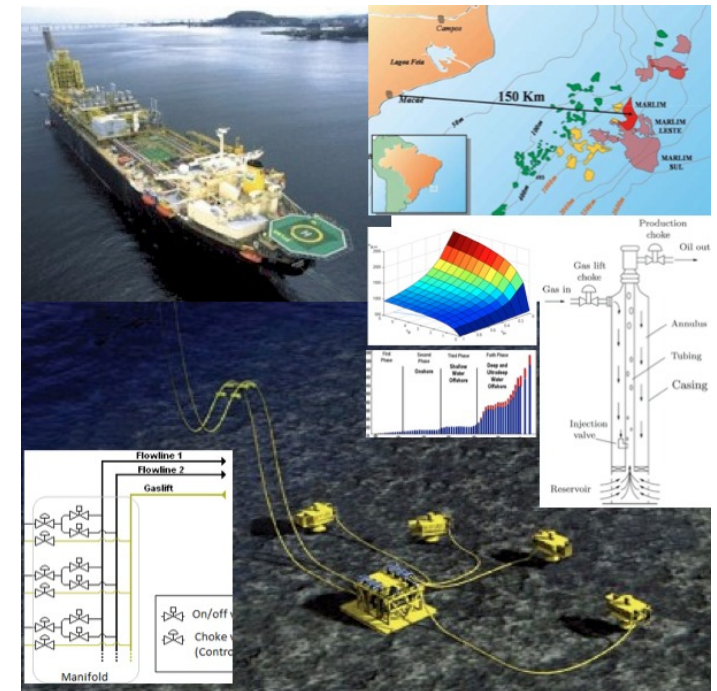 Campos
Lagoa Feia
Macaé
150 Km
MARLIM
MARLIM
LESTE
MARLIM
SUL
Production
choke
Oil out
Gas lift
choke
Gas in
Annulus
Tubing
Casing
Injection
valve
Reservoir
First
Phase
Second
Phase
Onshore
Third Phase
Shallow
Water
Offshore
Fourth Phase
Deep and
Ultradeep
Water
Offshore
Flowline 1
Flowline 2
Gaslift
On/off v
Choke v
(Contro
Manifold